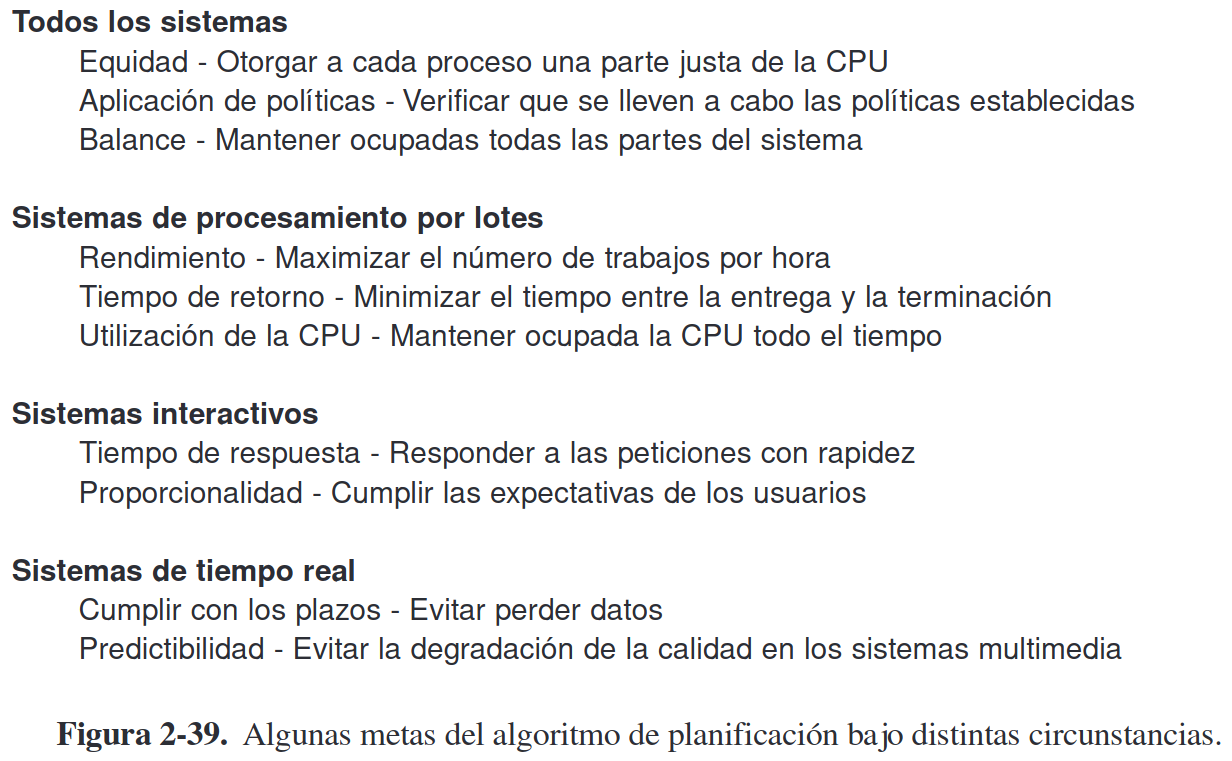 Todos los sistemas
Equidad - Otorgar a cada proceso una parte justa de la CPU
Aplicación de políticas - Verificar que se lleven a cabo las políticas establecidas
Balance - Mantener ocupadas todas las partes del sistema
Sistemas de procesamiento por lotes
Rendimiento - Maximizar el número de trabajos por hora
Tiempo de retorno - Minimizar el tiempo entre la entrega y la terminación
Utilización de la CPU - Mantener ocupada la CPU todo el tiempo
Sistemas interactivos
Tiempo de respuesta - Responder a las peticiones con rapidez
Proporcionalidad - Cumplir las expectativas de los usuarios
Sistemas de tiempo real
Cumplir con los plazos - Evitar perder datos
Predictibilidad - Evitar la degradación de la calidad en los sistemas multimedia
Figura 2-39. Algunas metas del algoritmo de planificación bajo distintas circunstancias.